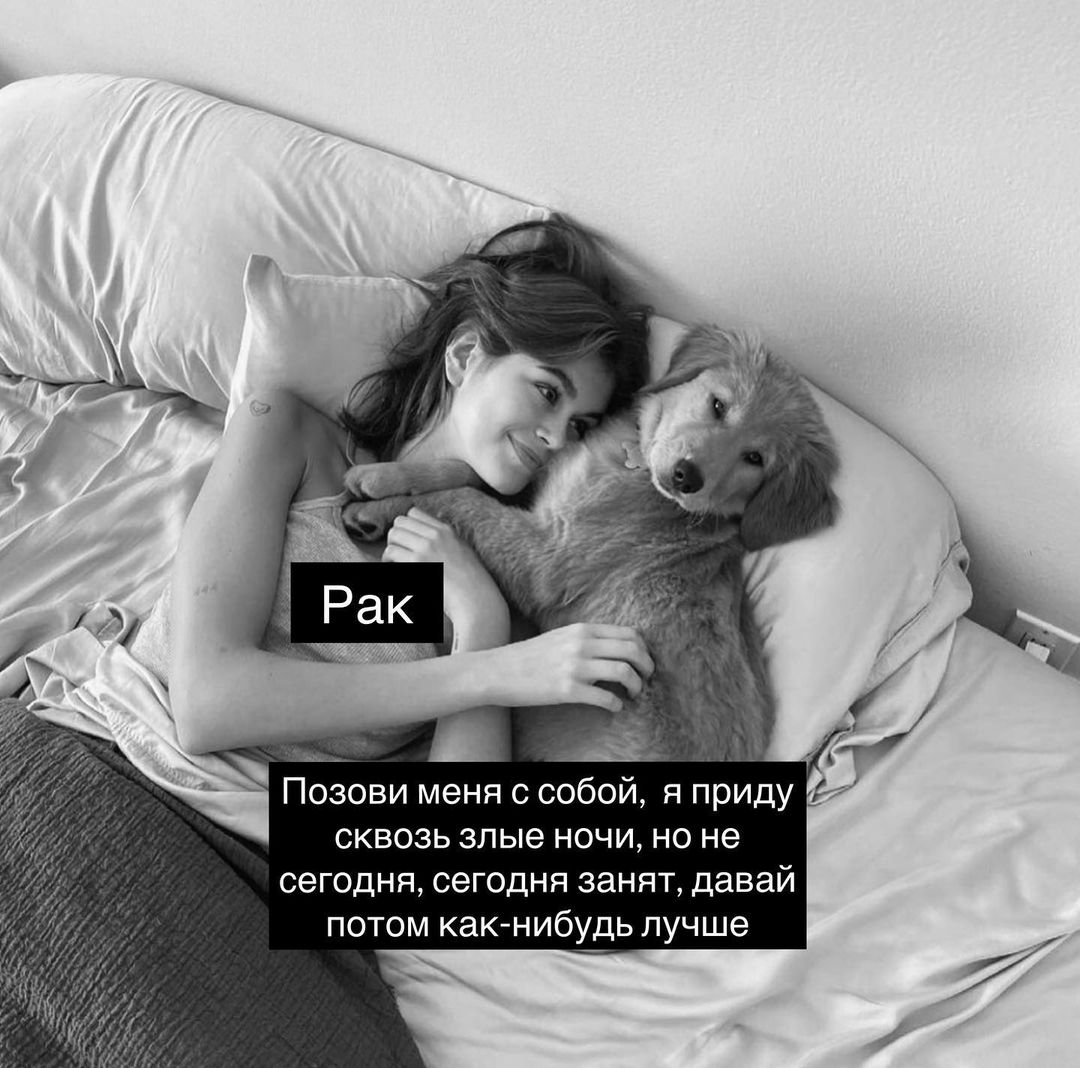 Рак
Позови меня с собой, я приду
сквозь злые ночи, но не
сегодня, сегодня занят, давай
потом как-нибудь лучше